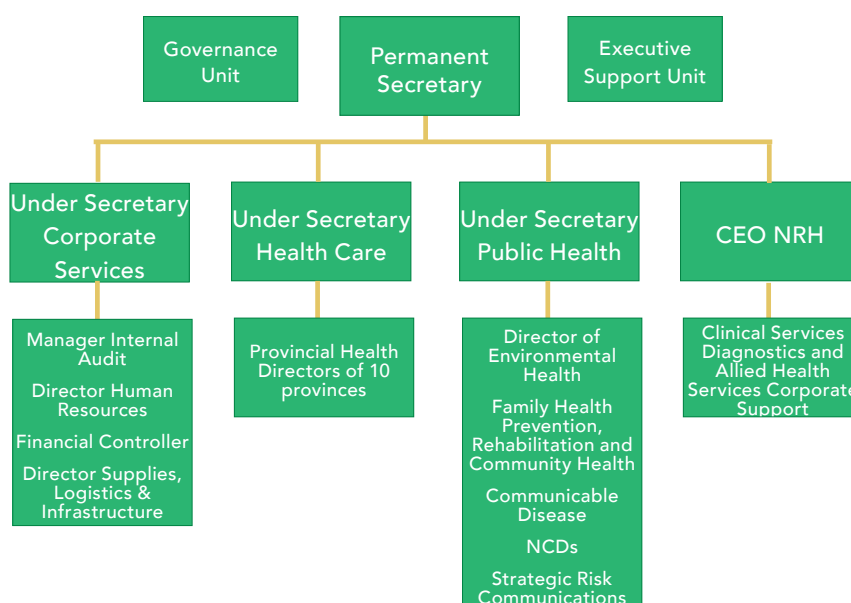 Governance
Unit
Permanent
Secretary
Executive
Support Unit
Under Secretary
Corporate
Services
Under Secretary
Health Care
Under Secretary
Public Health
CEO NRH
Manager Internal
Audit
Director Human
Resources
Financial Controller
Director Supplies,
Logistics &
Infrastructure
Provincial Health
Directors of 10
provinces
Director of
Environmental
Health
Family Health
Prevention,
Rehabilitation and
Community Health
Communicable
Disease
NCDs
Strategic Risk
Communications
Clinical Services
Diagnostics and
Allied Health
Services Corporate
Support